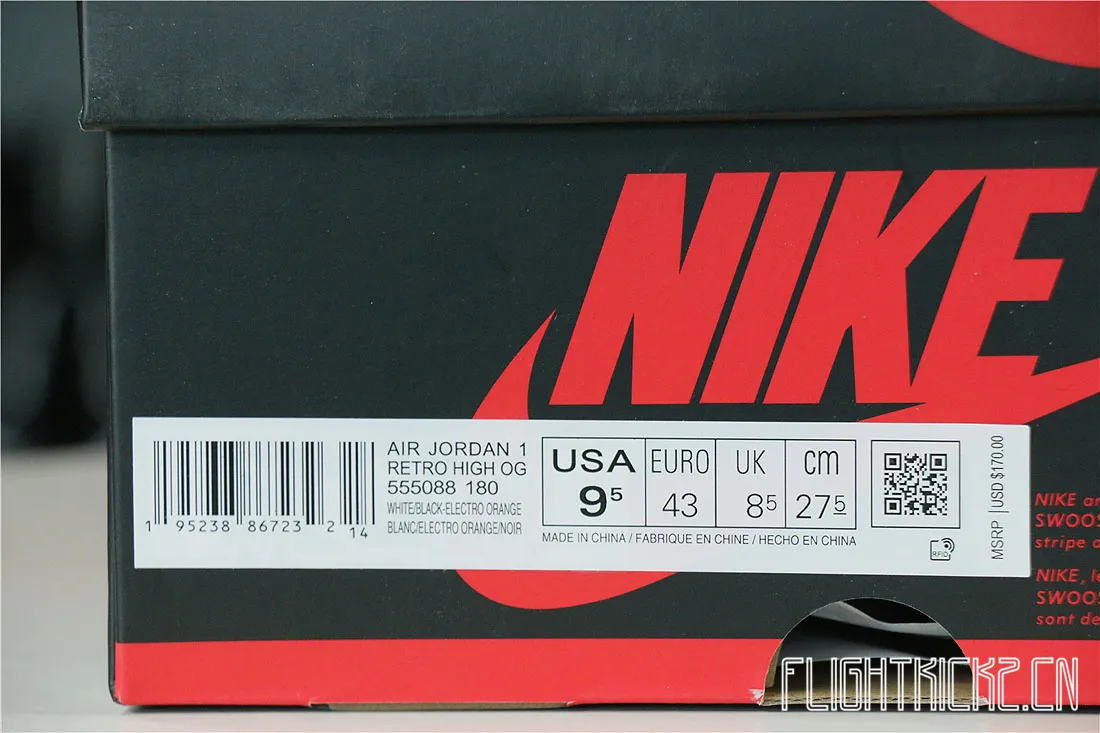 NIKE
AIR JORDAN 1
RETRO HIGH OG
555088 180
WHITE/BLACK-ELECTRO ORANGE
BLANC/ELECTRO ORANGE/NOIR
1 95238 86723 2 14
USA EURO UK cm
9⁵ 43 8⁵ 27⁵
MADE IN CHINA / FABRIQUE EN CHINE / HECHO EN CHINA
RFID
MSRP | USD $170.00
NIKE
SWOOS
stripe
NIKE,
SWOOS
sont de
FLIGHTKICKZ.CN